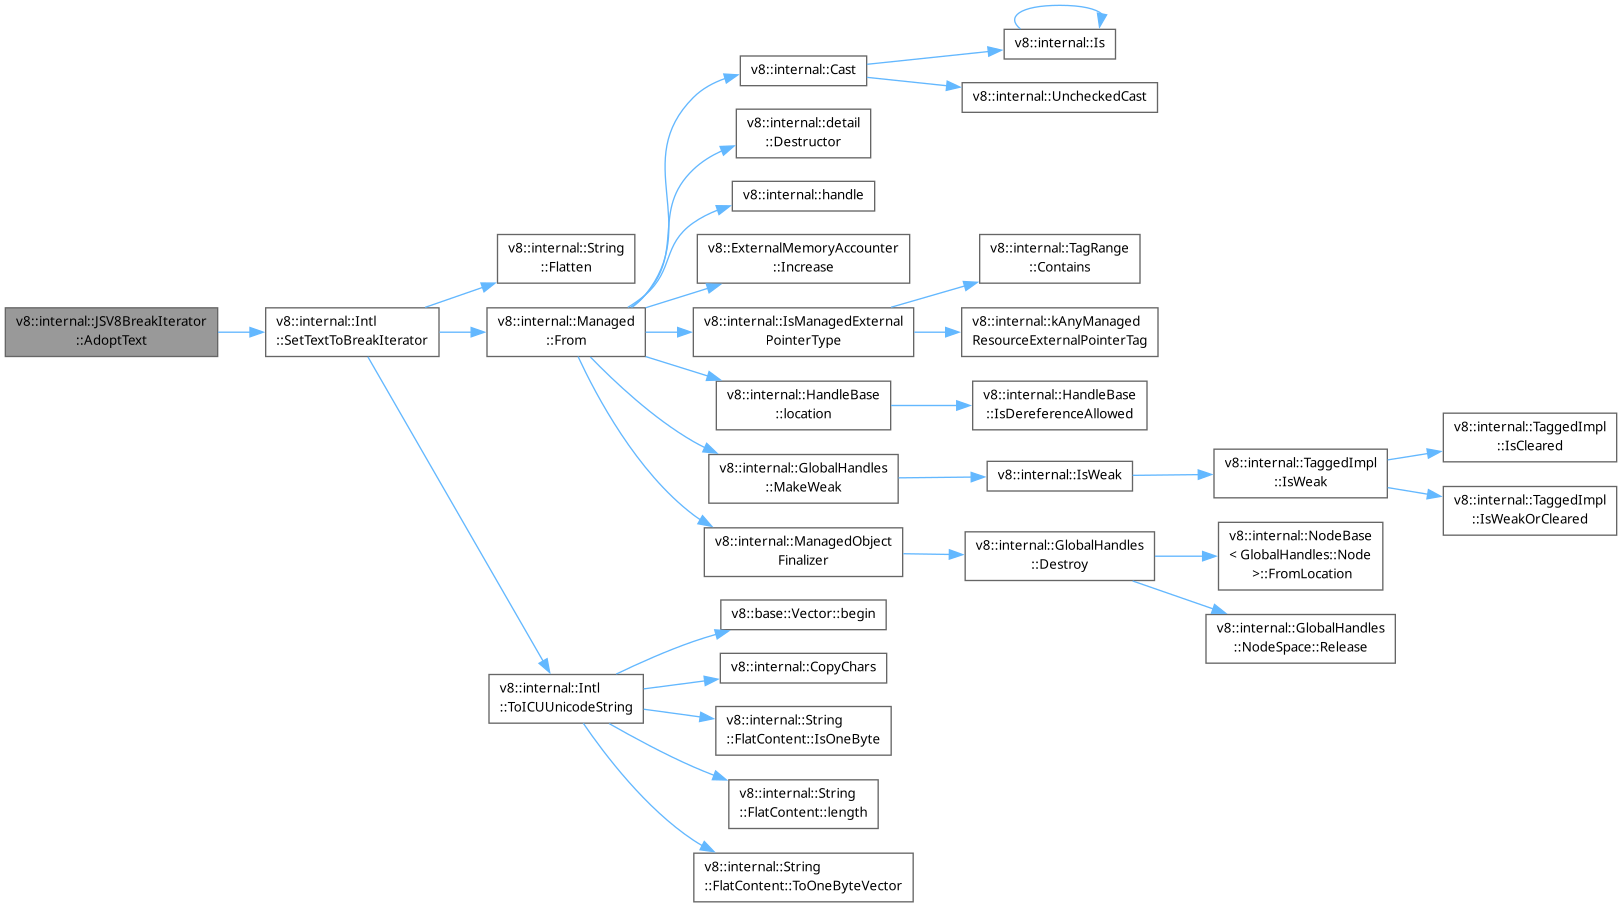 v8::internal::JSV8BreakIterator
::AdoptText
v8::internal::Intl
::SetTextToBreakIterator
v8::internal::String
::Flatten
v8::internal::Managed
::From
v8::internal::Cast
v8::internal::Is
v8::internal::UncheckedCast
v8::internal::detail
::Destructor
v8::internal::handle
v8::ExternalMemoryAccounter
::Increase
v8::internal::IsManagedExternal
PointerType
v8::internal::TagRange
::Contains
v8::internal::kAnyManaged
ResourceExternalPointerTag
v8::internal::HandleBase
::location
v8::internal::HandleBase
::IsDereferenceAllowed
v8::internal::GlobalHandles
::MakeWeak
v8::internal::IsWeak
v8::internal::TaggedImpl
::IsWeak
v8::internal::TaggedImpl
::IsCleared
v8::internal::TaggedImpl
::IsWeakOrCleared
v8::internal::ManagedObject
Finalizer
v8::internal::GlobalHandles
::Destroy
v8::internal::NodeBase
< GlobalHandles::Node
>::FromLocation
v8::internal::GlobalHandles
::NodeSpace::Release
v8::internal::Intl
::ToICUUnicodeString
v8::base::Vector::begin
v8::internal::CopyChars
v8::internal::String
::FlatContent::IsOneByte
v8::internal::String
::FlatContent::length
v8::internal::String
::FlatContent::ToOneByteVector